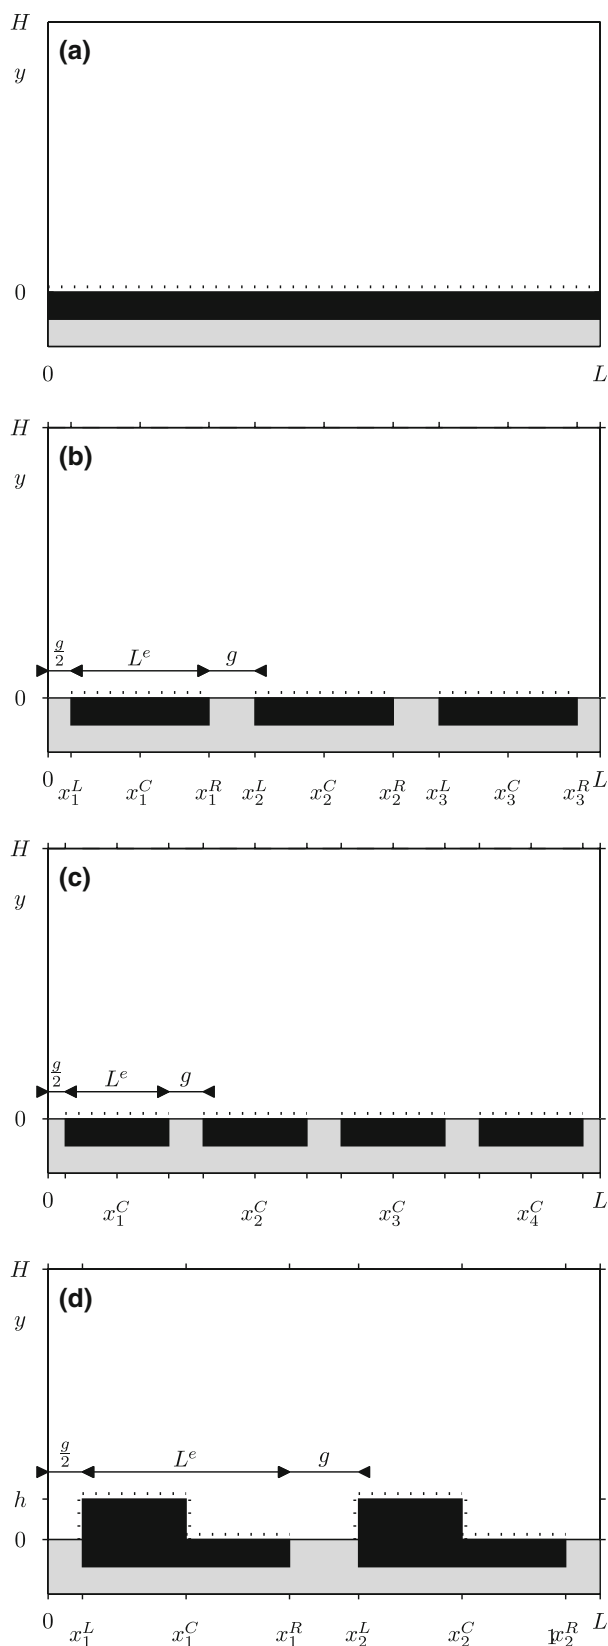 H
(a)
y
0
0 L
H
(b)
y
g/2 L^e g
0
0 x_1^L x_1^C x_1^R x_2^L x_2^C x_2^R x_3^L x_3^C x_3^R L
H
(c)
y
g/2 L^e g
0
0 x_1^C x_2^C x_3^C x_4^C L
H
(d)
y
g/2 L^e g
h
0
0 x_1^L x_1^C x_1^R x_2^L x_2^C 1 x_2^R L